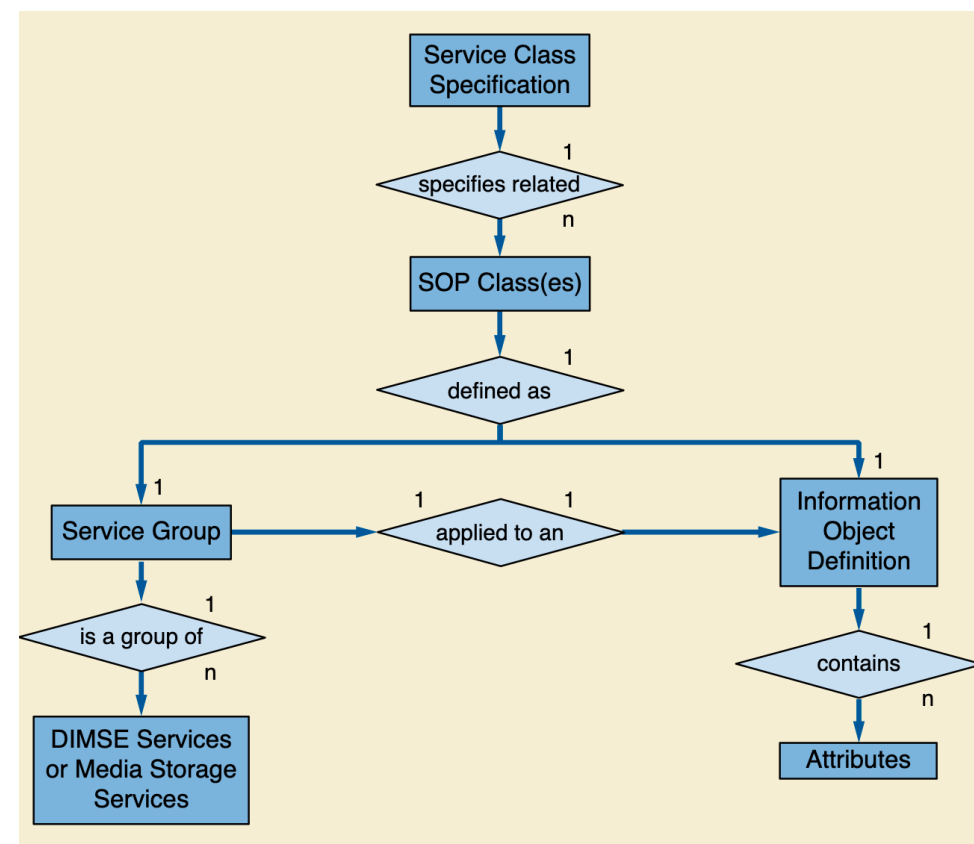 Service Class
Specification
1
specifies related
n
SOP Class(es)
1
defined as
1
1
Service Group
1
applied to an
1
Information
Object
Definition
1
is a group of
n
1
contains
n
DIMSE Services
or Media Storage
Services
Attributes